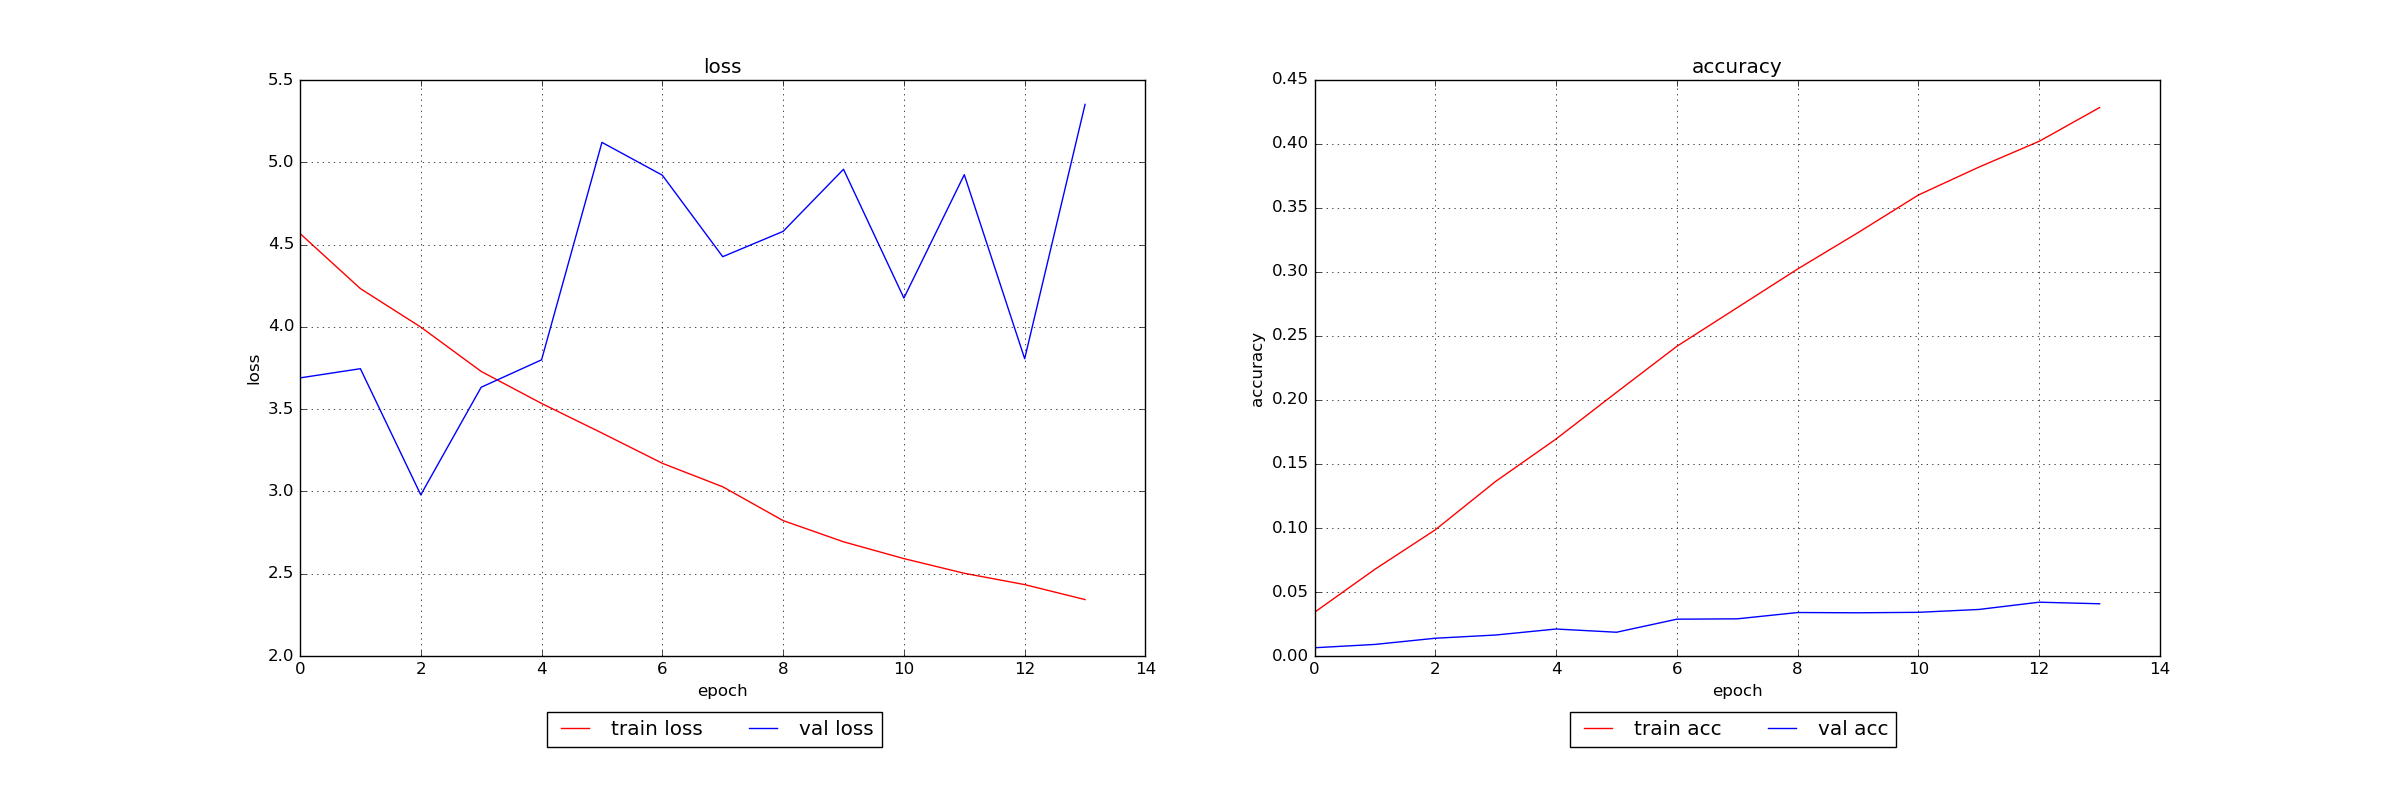 loss
5.5
5.0
4.5
4.0
3.5
3.0
2.5
2.0
loss
0 2 4 6 8 10 12 14
epoch
train loss val loss
accuracy
0.45
0.40
0.35
0.30
0.25
0.20
0.15
0.10
0.05
0.00
accuracy
0 2 4 6 8 10 12 14
epoch
train acc val acc